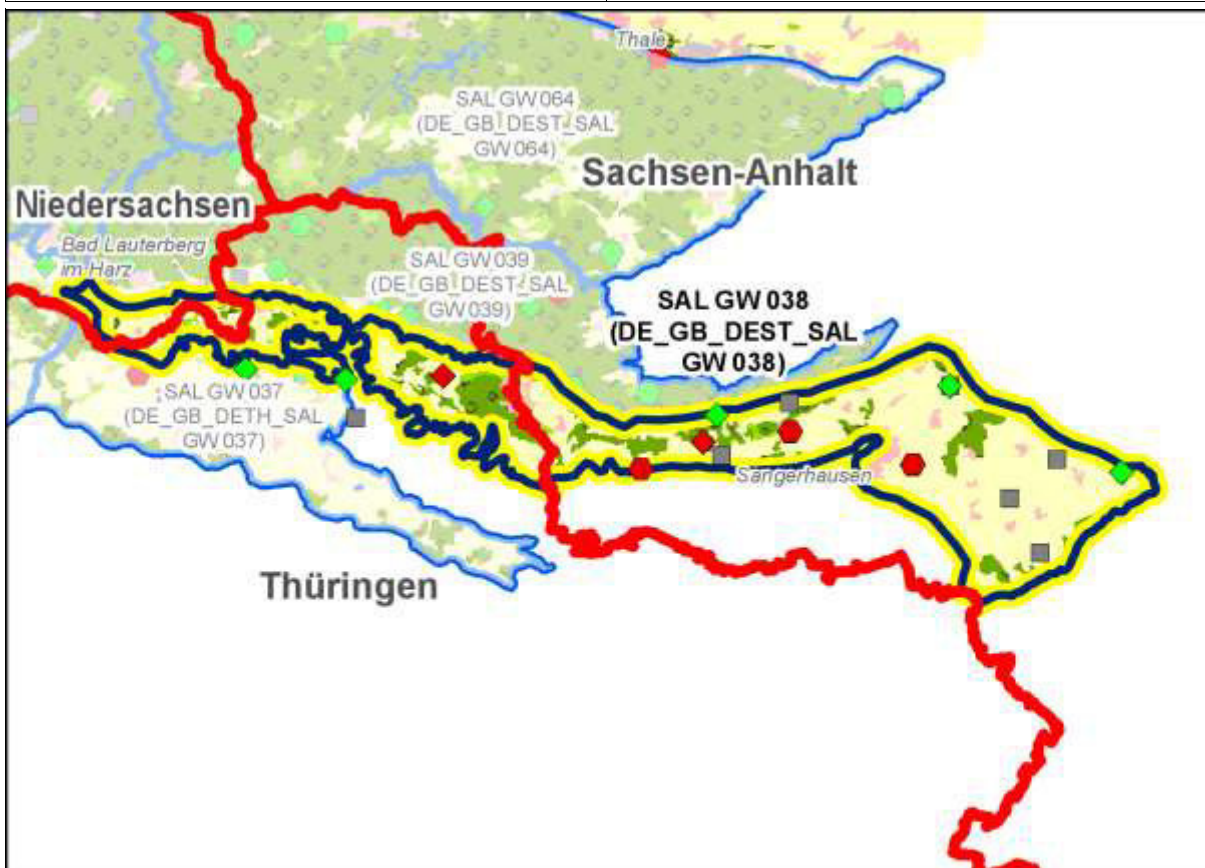 Thale
SAL GW 064
(DE_GB_DEST_SAL
GW 064)
Sachsen-Anhalt
Niedersachsen
Bad Lauterberg
im Harz
SAL GW 039
(DE_GB_DEST_SAL
GW 039)
SAL GW 038
(DE_GB_DEST_SAL
GW 038)
SAL GW 037
(DE_GB_DETH_SAL
GW 037)
Sangerhausen
Thüringen